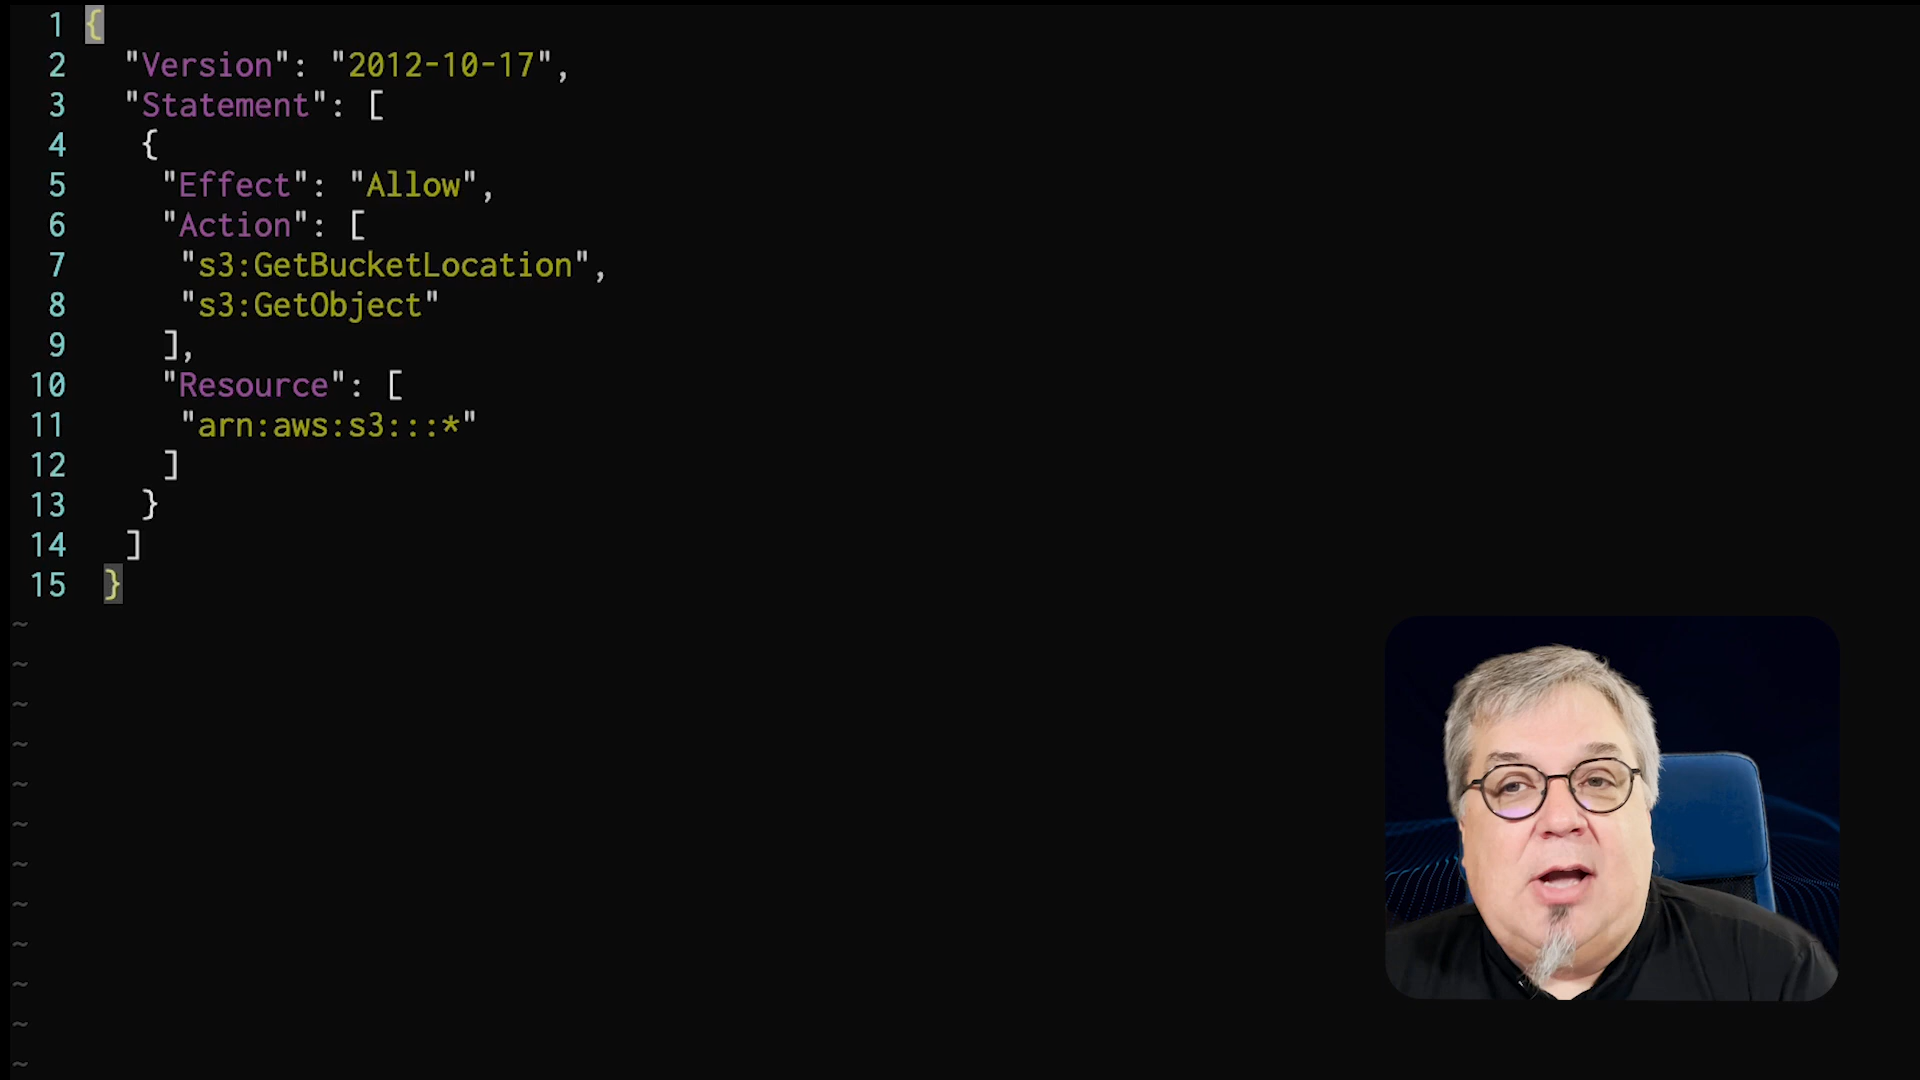 1 {
2 "Version": "2012-10-17",
3 "Statement": [
4 {
5 "Effect": "Allow",
6 "Action": [
7 "s3:GetBucketLocation",
8 "s3:GetObject"
9 ],
10 "Resource": [
11 "arn:aws:s3:::*"
12 ]
13 }
14 ]
15 }
~
~
~
~
~
~
~
~
~
~
~
~